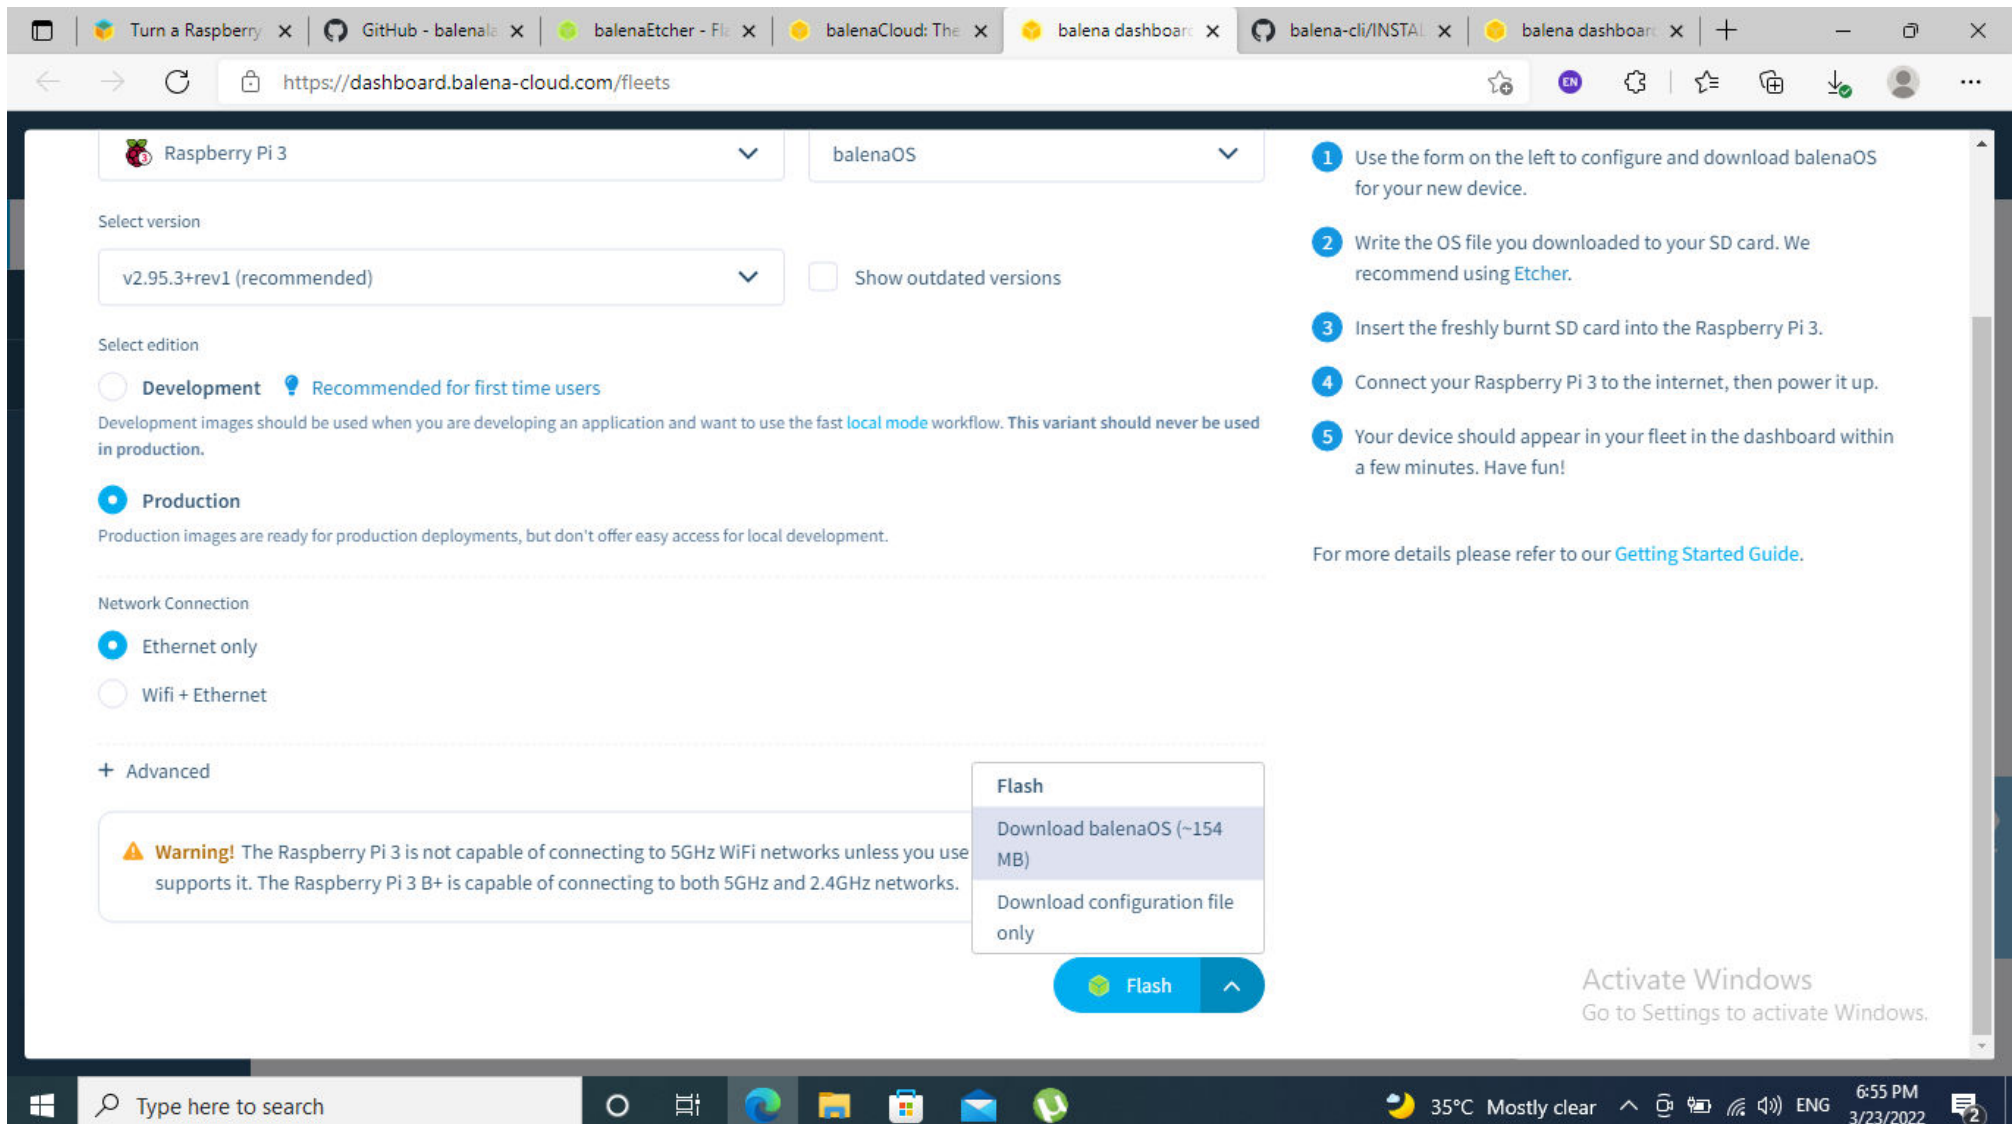 Turn a Raspberry
GitHub - balenala
balenaEtcher - Fl
balenaCloud: The
balena dashboard
balena-cli/INSTAL
balena dashboard
https://dashboard.balena-cloud.com/fleets
EN
Raspberry Pi 3
balenaOS
Select version
v2.95.3+rev1 (recommended)
Show outdated versions
Select edition
Development
Recommended for first time users
Development images should be used when you are developing an application and want to use the fast local mode workflow. This variant should never be used
in production.
Production
Production images are ready for production deployments, but don't offer easy access for local development.
Network Connection
Ethernet only
Wifi + Ethernet
+ Advanced
Warning! The Raspberry Pi 3 is not capable of connecting to 5GHz WiFi networks unless you use
supports it. The Raspberry Pi 3 B+ is capable of connecting to both 5GHz and 2.4GHz networks.
Flash
Download balenaOS (~154
MB)
Download configuration file
only
Flash
1 Use the form on the left to configure and download balenaOS
for your new device.
2 Write the OS file you downloaded to your SD card. We
recommend using Etcher.
3 Insert the freshly burnt SD card into the Raspberry Pi 3.
4 Connect your Raspberry Pi 3 to the internet, then power it up.
5 Your device should appear in your fleet in the dashboard within
a few minutes. Have fun!
For more details please refer to our Getting Started Guide.
Activate Windows
Go to Settings to activate Windows.
Type here to search
35°C Mostly clear
ENG
6:55 PM
3/23/2022
2